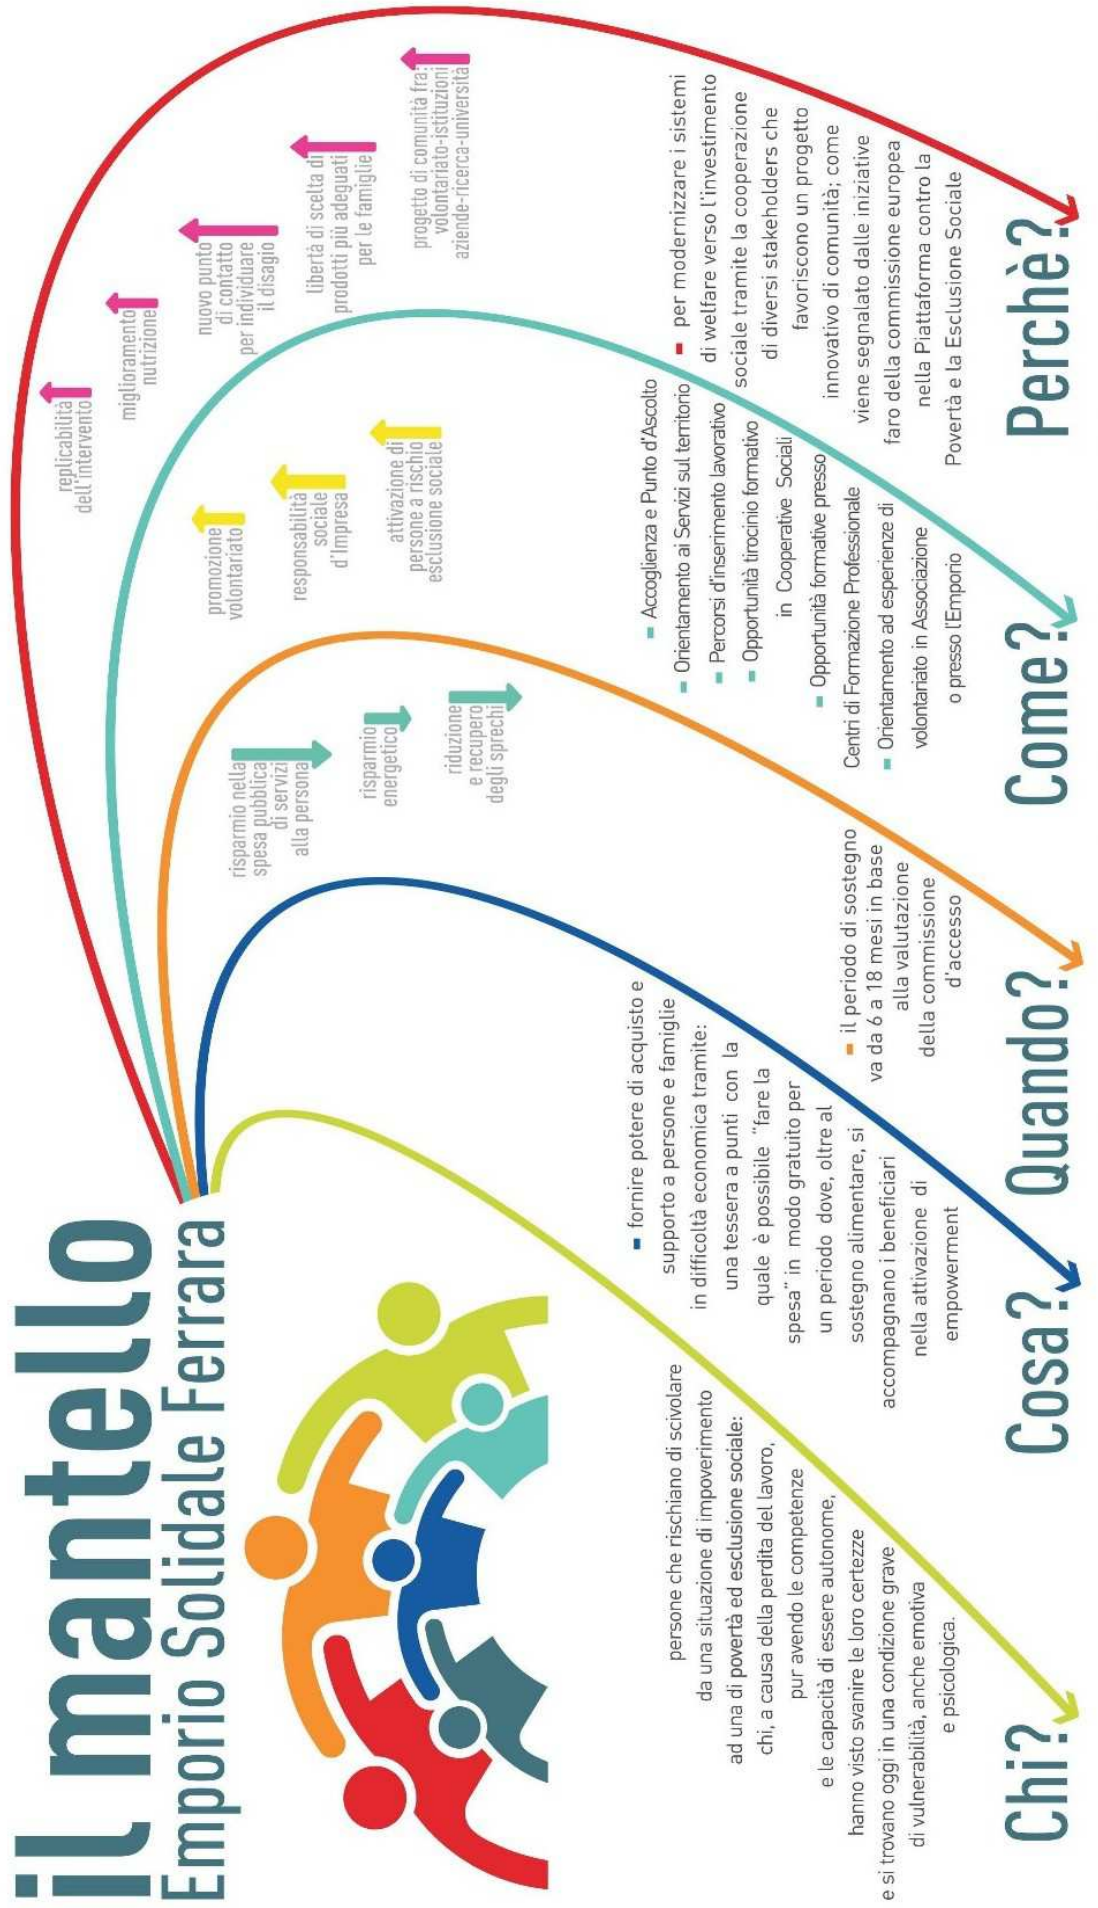 il mantello
Emporio Solidale Ferrara
replicabilità
dell'intervento
miglioramento
nutrizione
nuovo punto
di contatto
per individuare
il disagio
libertà di scelta di
prodotti più adeguati
per le famiglie
progetto di comunità fra:
volontariato-istituzioni
aziende-ricerca-università
promozione
volontariato
responsabilità
sociale
d'Impresa
attivazione di
persone a rischio
esclusione sociale
risparmio nella
spesa pubblica
di servizi
alla persona
risparmio
energetico
riduzione
e recupero
degli sprechi
persone che rischiano di scivolare
da una situazione di impoverimento
ad una di povertà ed esclusione sociale:
chi, a causa della perdita del lavoro,
pur avendo le competenze
e le capacità di essere autonome,
hanno visto svanire le loro certezze
e si trovano oggi in una condizione grave
di vulnerabilità, anche emotiva
e psicologica.
Chi?
fornire potere di acquisto e
supporto a persone e famiglie
in difficoltà economica tramite:
una tessera a punti con la
quale è possibile "fare la
spesa" in modo gratuito per
un periodo dove, oltre al
sostegno alimentare, si
accompagnano i beneficiari
nella attivazione di
empowerment
Cosa?
il periodo di sostegno
va da 6 a 18 mesi in base
alla valutazione
della commissione
d'accesso
Quando?
Accoglienza e Punto d'Ascolto
Orientamento ai Servizi sul territorio
Percorsi d'inserimento lavorativo
Opportunità tirocinio formativo
in Cooperative Sociali
Opportunità formative presso
Centri di Formazione Professionale
Orientamento ad esperienze di
volontariato in Associazione
o presso l'Emporio
Come?
per modernizzare i sistemi
di welfare verso l'investimento
sociale tramite la cooperazione
di diversi stakeholders che
favoriscono un progetto
innovativo di comunità; come
viene segnalato dalle iniziative
faro della commissione europea
nella Piattaforma contro la
Povertà e la Esclusione Sociale
Perchè?